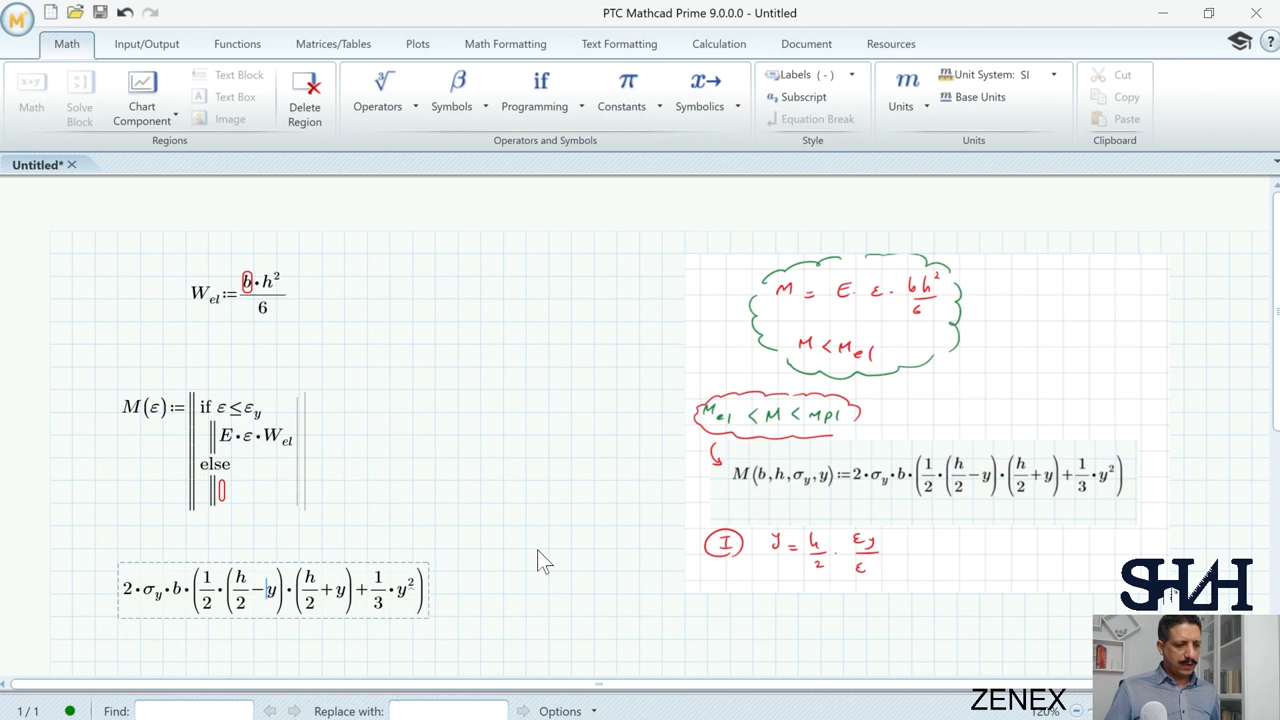 PTC Mathcad Prime 9.0.0.0 - Untitled
Math Input/Output Functions Matrices/Tables Plots Math Formatting Text Formatting Calculation Document Resources
Math
Solve Block
Chart Component
Text Block
Text Box
Image
Delete Region
Operators
Symbols
if
Programming
π
Constants
Symbolics
Labels ( - )
Subscript
Equation Break
m
Units
Unit System: SI
Base Units
Cut
Copy
Paste
Regions Operators and Symbols Style Units Clipboard
Untitled*
W_el := b·h²/6
M(ε) := if ε≤ε_y
E·ε·W_el
else
2·σ_y·b·(1/2·(h/2−y)·(h/2+y)+1/3·y²)
M = E. ε. bh²/6
M < Mel
Mel < M < Mpl
M(b,h,σ_y,y) := 2·σ_y·b·(1/2·(h/2−y)·(h/2+y)+1/3·y²)
I y = h/2 . εy/ε
SHLH
ZENEX
1 / 1 Find: Replace with: Options 120%